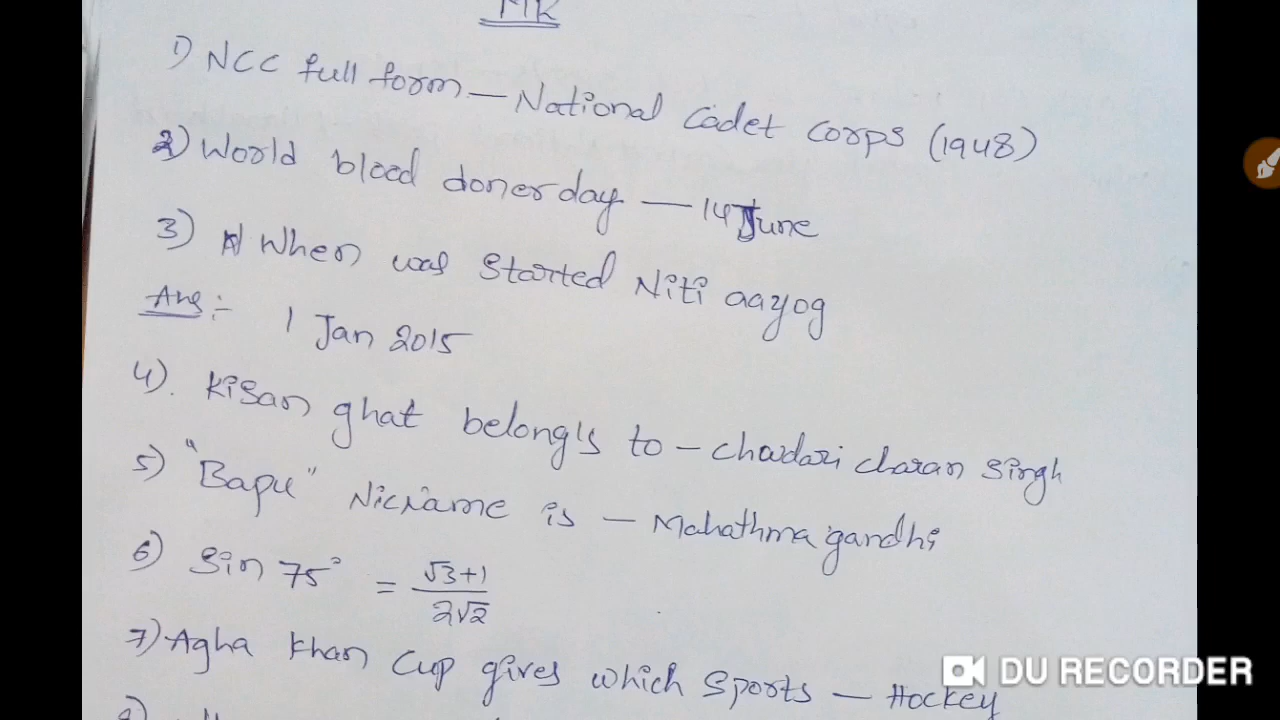 1) NCC full form — National Cadet Corps (1948)
2) World blood doner day — 14 June
3) When was Started Niti aayog
Ans :- 1 Jan 2015
4). Kisan ghat belong's to — Chowdari charan Singh
5) "Bapu" Nicname is — Mahathma gandhi
6) Sin 75° = √3+1 / 2√2
7) Agha Khan Cup gives which Sports — Hockey
DU RECORDER